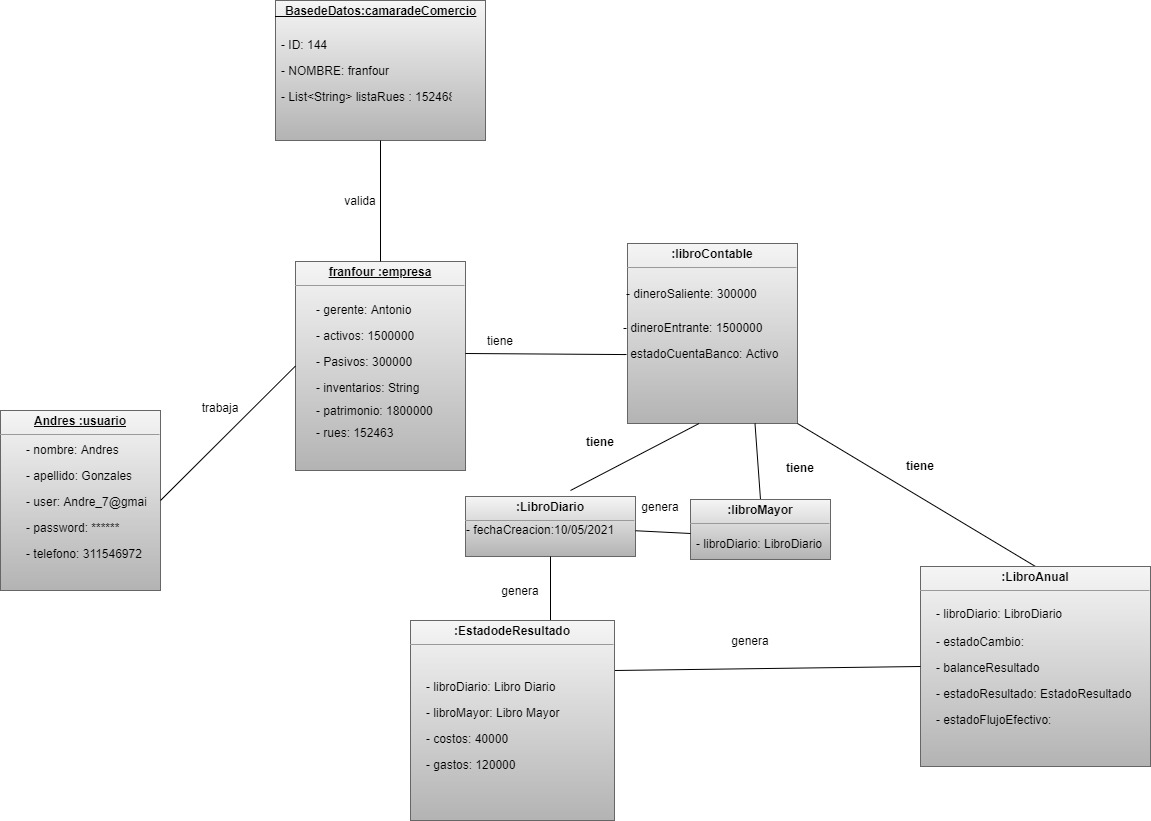 BasedeDatos:camaradeComercio
- ID: 144
- NOMBRE: franfour
- List<String> listaRues : 152468
valida
franfour :empresa
- gerente: Antonio
- activos: 1500000
- Pasivos: 300000
- inventarios: String
- patrimonio: 1800000
- rues: 152463
tiene
:libroContable
- dineroSaliente: 300000
- dineroEntrante: 1500000
estadoCuentaBanco: Activo
trabaja
Andres :usuario
- nombre: Andres
- apellido: Gonzales
- user: Andre_7@gmai
- password: ******
- telefono: 311546972
tiene
tiene
tiene
:LibroDiario
- fechaCreacion:10/05/2021
genera
:libroMayor
- libroDiario: LibroDiario
genera
:EstadodeResultado
- libroDiario: Libro Diario
- libroMayor: Libro Mayor
- costos: 40000
- gastos: 120000
genera
:LibroAnual
- libroDiario: LibroDiario
- estadoCambio:
- balanceResultado
- estadoResultado: EstadoResultado
- estadoFlujoEfectivo: